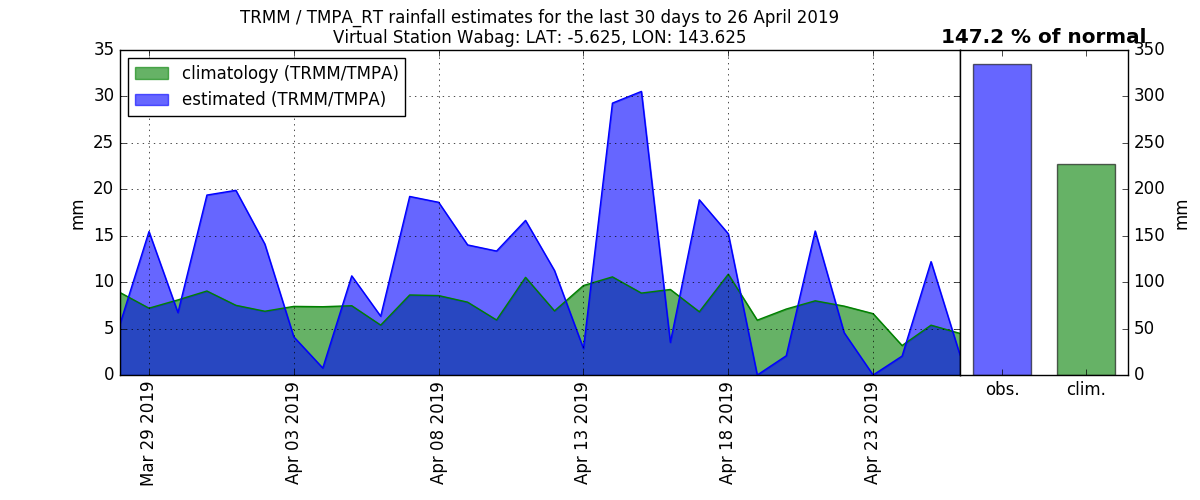 TRMM / TMPA_RT rainfall estimates for the last 30 days to 26 April 2019
Virtual Station Wabag: LAT: -5.625, LON: 143.625
147.2 % of normal
climatology (TRMM/TMPA)
estimated (TRMM/TMPA)
35
30
25
20
15
10
5
0
mm
Mar 29 2019
Apr 03 2019
Apr 08 2019
Apr 13 2019
Apr 18 2019
Apr 23 2019
obs.
clim.
350
300
250
200
150
100
50
0
mm